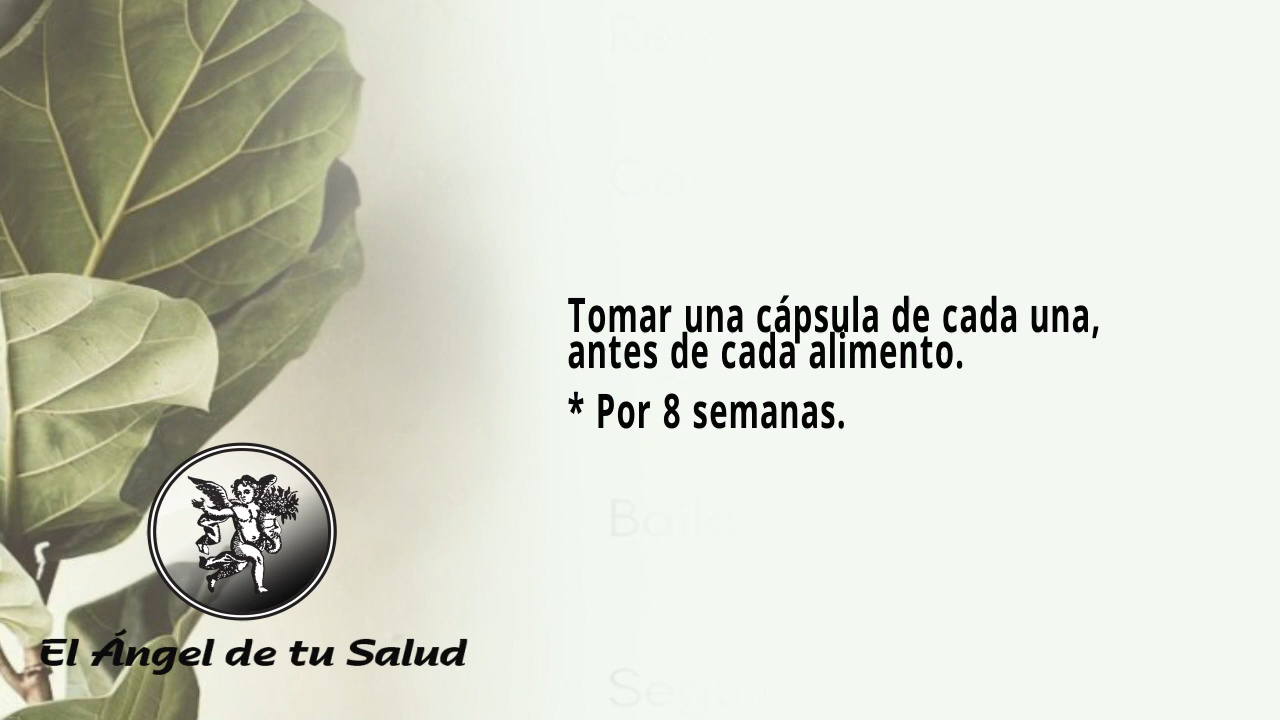 Tomar una cápsula de cada una,
antes de cada alimento.
* Por 8 semanas.
El Ángel de tu Salud